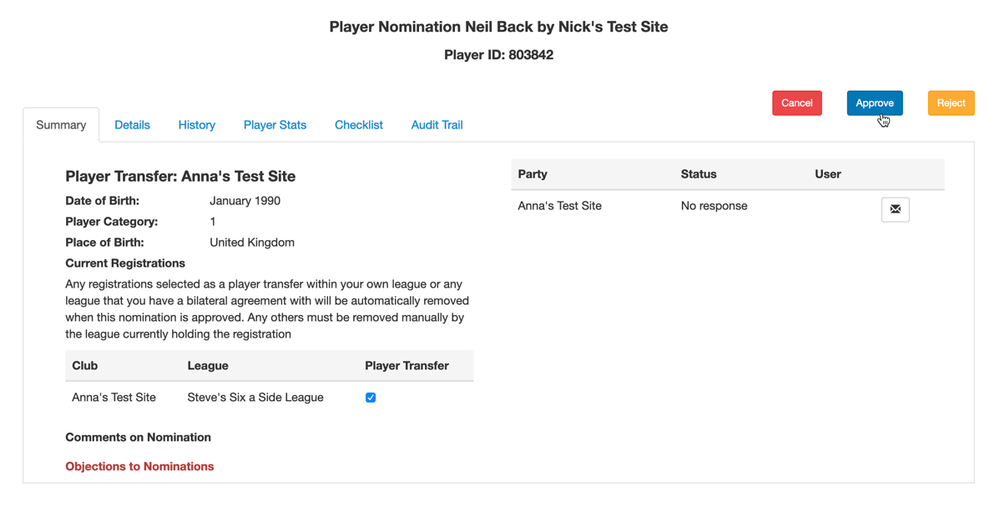 Player Nomination Neil Back by Nick's Test Site
Player ID: 803842
Cancel Approve Reject
Summary Details History Player Stats Checklist Audit Trail
Player Transfer: Anna's Test Site
Date of Birth: January 1990
Player Category: 1
Place of Birth: United Kingdom
Current Registrations
Any registrations selected as a player transfer within your own league or any
league that you have a bilateral agreement with will be automatically removed
when this nomination is approved. Any others must be removed manually by
the league currently holding the registration
Club League Player Transfer
Anna's Test Site Steve's Six a Side League
Comments on Nomination
Objections to Nominations
Party Status User
Anna's Test Site No response